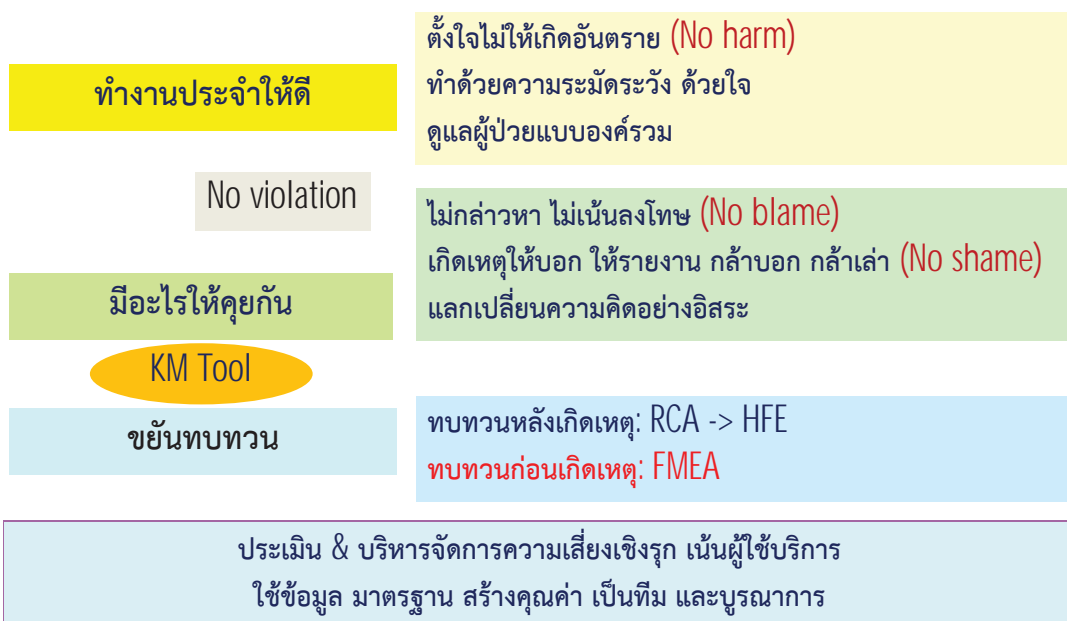 ทำงานประจำให้ดี
ตั้งใจไม่ให้เกิดอันตราย (No harm)
ทำด้วยความระมัดระวัง ด้วยใจ
ดูแลผู้ป่วยแบบองค์รวม
No violation
มีอะไรให้คุยกัน
ไม่กล่าวหา ไม่เน้นลงโทษ (No blame)
เกิดเหตุให้บอก ให้รายงาน กล้าบอก กล้าเล่า (No shame)
แลกเปลี่ยนความคิดอย่างอิสระ
KM Tool
ขยันทบทวน
ทบทวนหลังเกิดเหตุ: RCA -> HFE
ทบทวนก่อนเกิดเหตุ: FMEA
ประเมิน & บริหารจัดการความเสี่ยงเชิงรุก เน้นผู้ใช้บริการ
ใช้ข้อมูล มาตรฐาน สร้างคุณค่า เป็นทีม และบูรณาการ